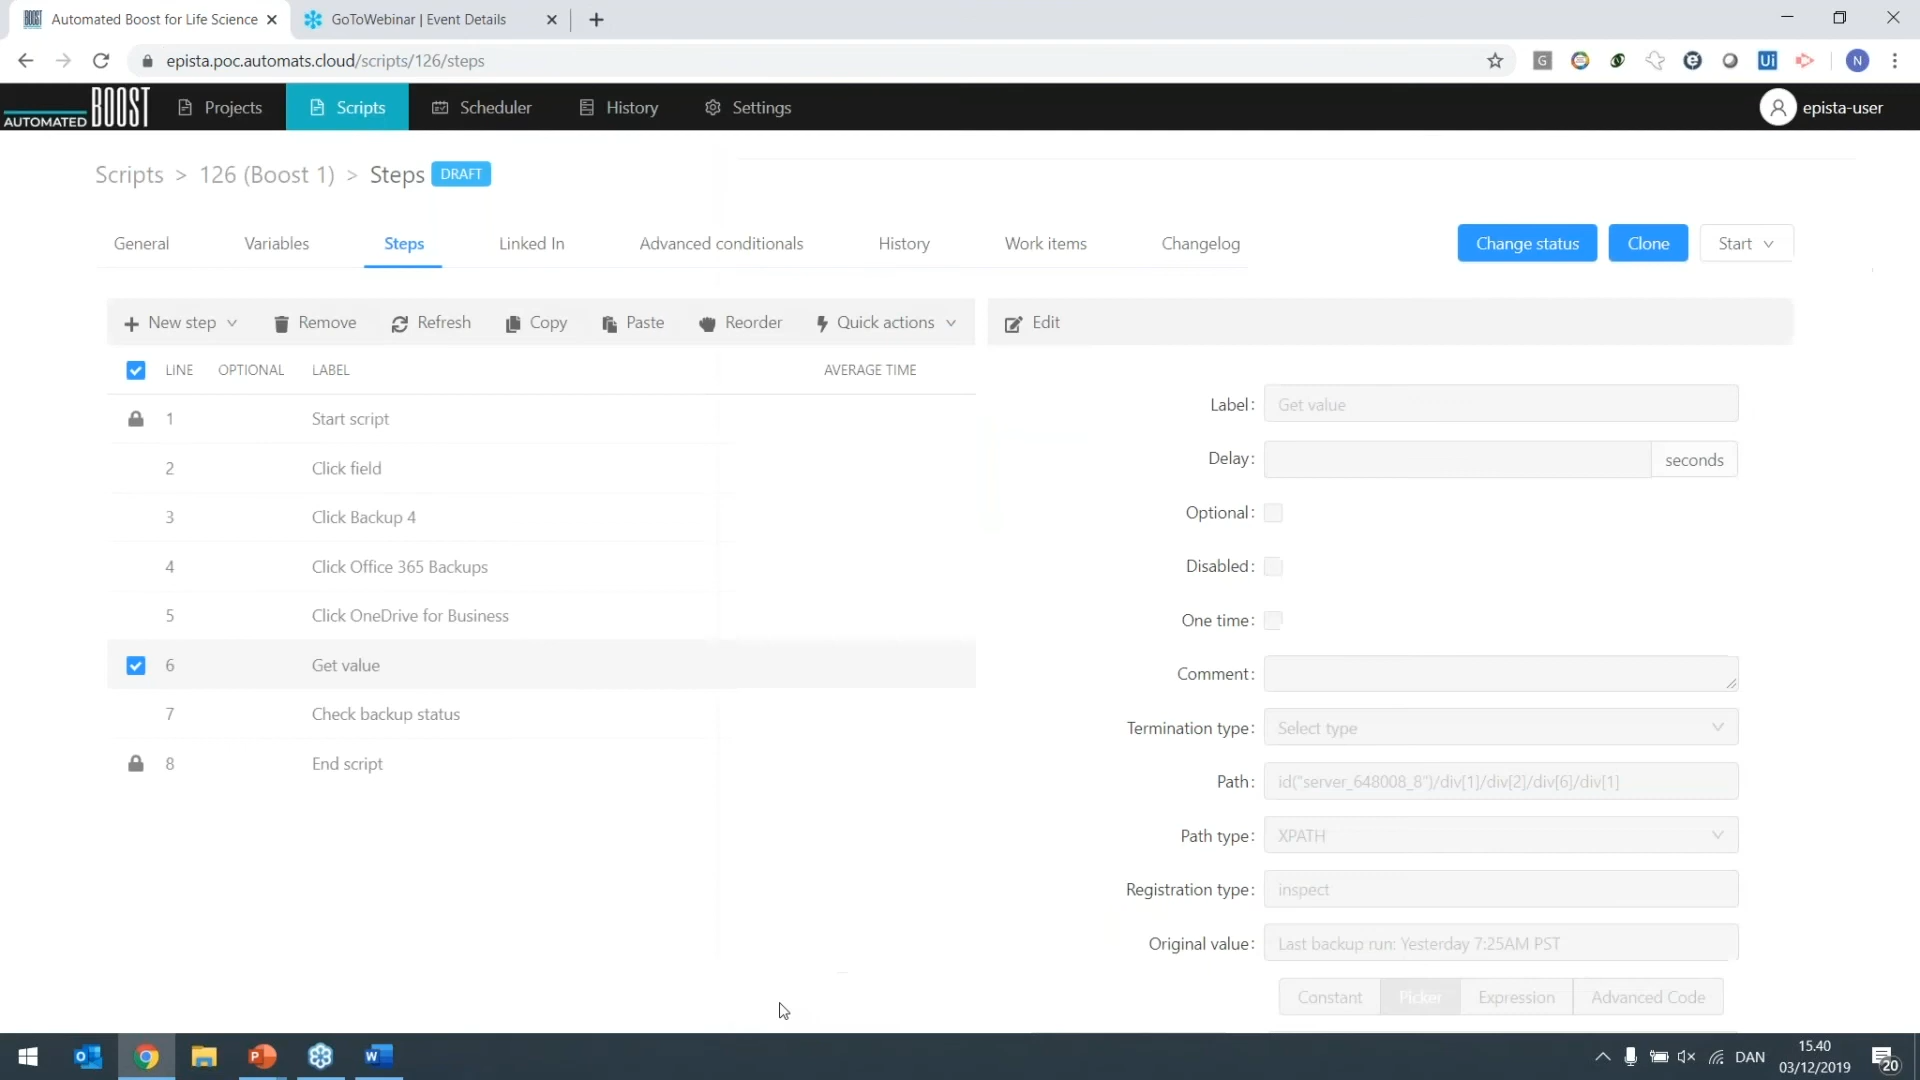 Automated Boost for Life Science
GoToWebinar | Event Details
epista.poc.automats.cloud/scripts/126/steps
AUTOMATED BOOST
Projects
Scripts
Scheduler
History
Settings
epista-user
Scripts > 126 (Boost 1) > Steps DRAFT
General
Variables
Steps
Linked In
Advanced conditionals
History
Work items
Changelog
Change status
Clone
Start
New step
Remove
Refresh
Copy
Paste
Reorder
Quick actions
Edit
LINE OPTIONAL LABEL AVERAGE TIME
1 Start script
2 Click field
3 Click Backup 4
4 Click Office 365 Backups
5 Click OneDrive for Business
6 Get value
7 Check backup status
8 End script
Label: Get value
Delay: seconds
Optional:
Disabled:
One time:
Comment:
Termination type: Select type
Path: id("server_648008_8")/div[1]/div[2]/div[6]/div[1]
Path type: XPATH
Registration type: inspect
Original value: Last backup run: Yesterday 7:25AM PST
Constant Picker Expression Advanced Code
DAN
15.40
03/12/2019
20